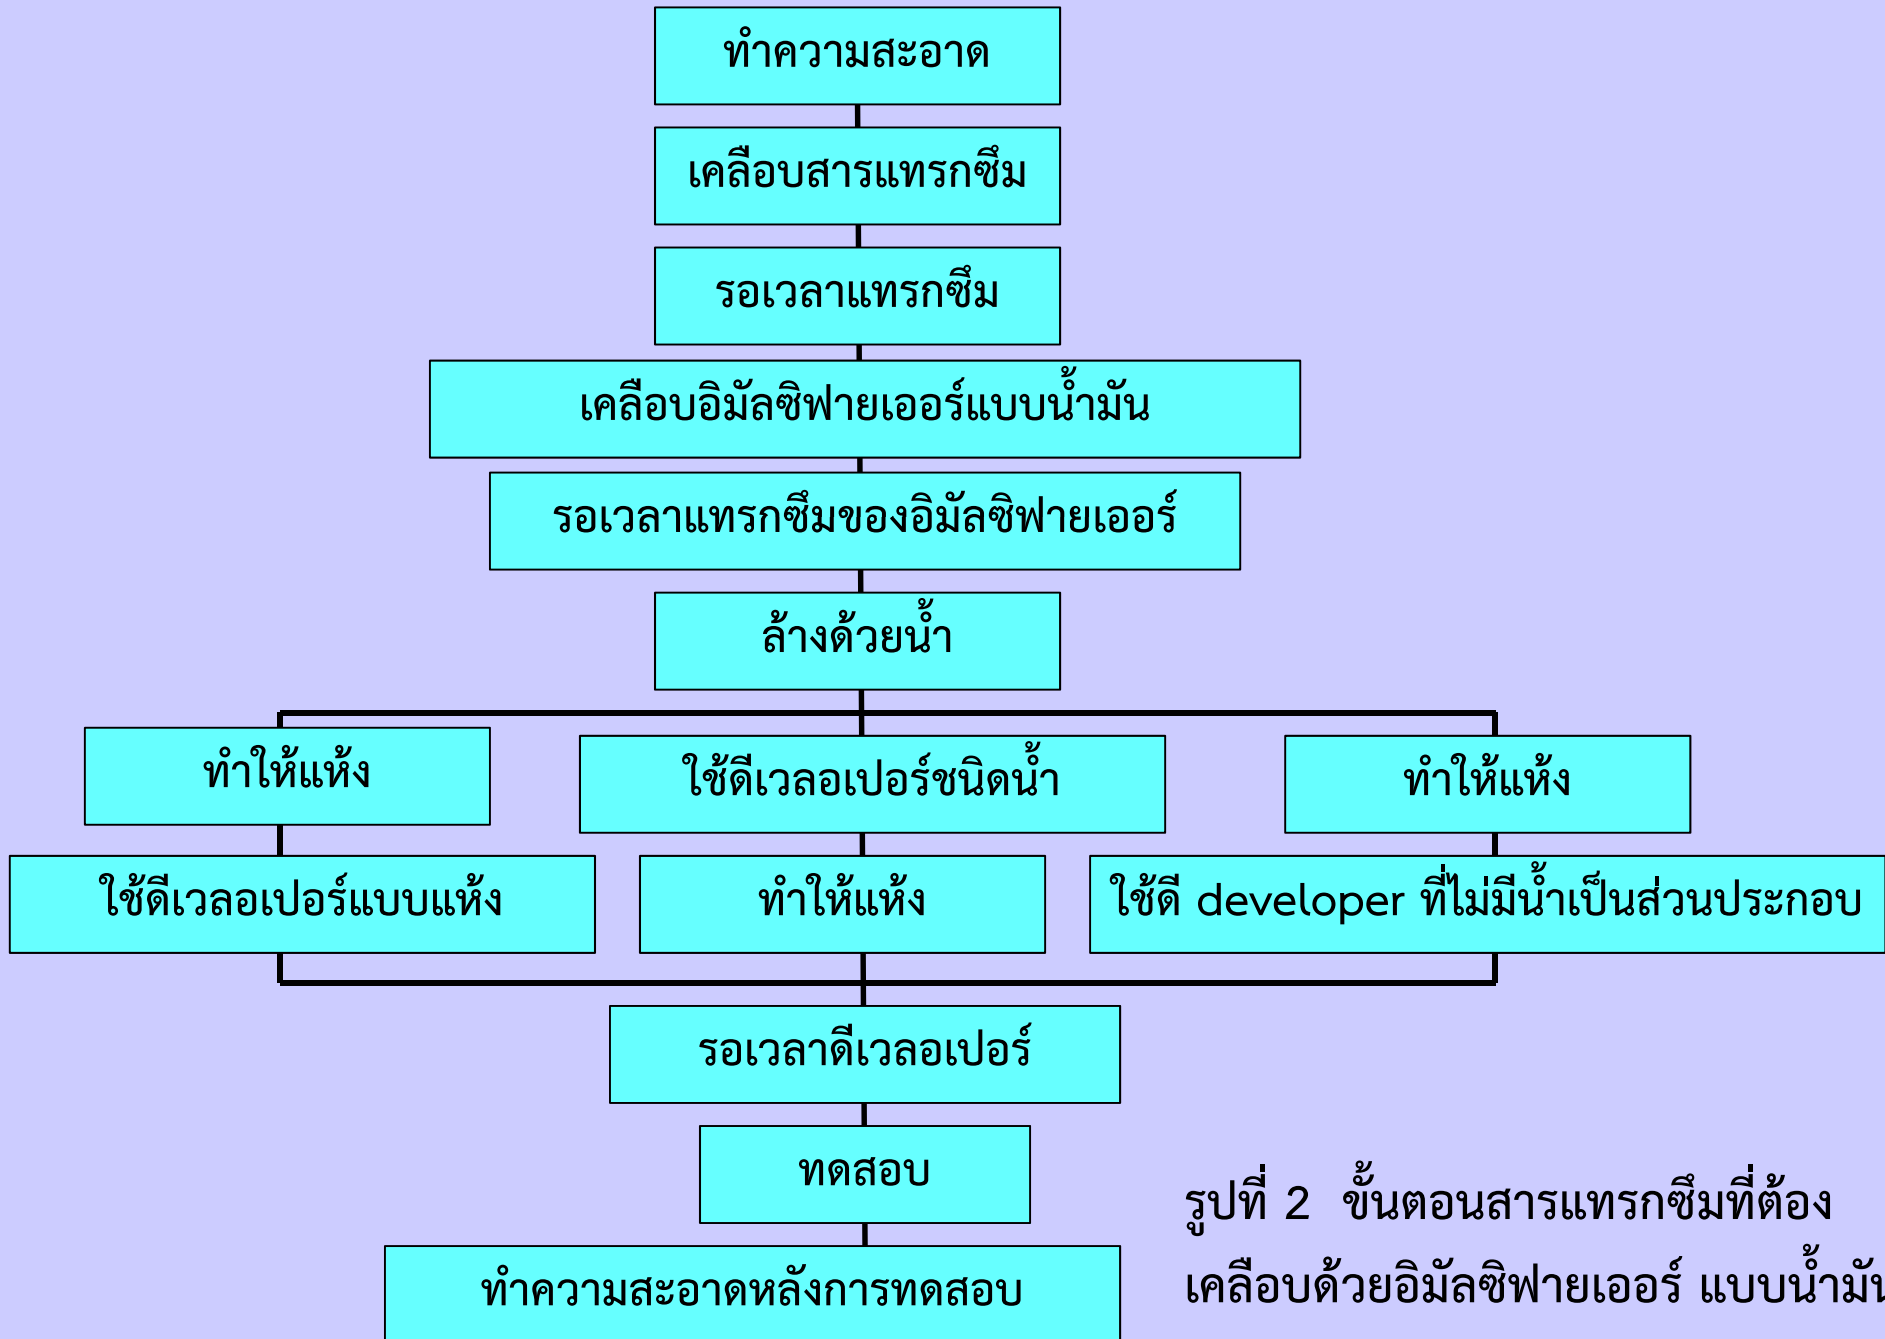 ทำความสะอาด
เคลือบสารแทรกซึม
รอเวลาแทรกซึม
เคลือบอิมัลซิฟายเออร์แบบน้ำมัน
รอเวลาแทรกซึมของอิมัลซิฟายเออร์
ล้างด้วยน้ำ
ทำให้แห้ง
ใช้ดีเวลอเปอร์ชนิดน้ำ
ทำให้แห้ง
ใช้ดีเวลอเปอร์แบบแห้ง
ทำให้แห้ง
ใช้ดี developer ที่ไม่มีน้ำเป็นส่วนประกอบ
รอเวลาดีเวลอเปอร์
ทดสอบ
ทำความสะอาดหลังการทดสอบ
รูปที่ 2 ขั้นตอนสารแทรกซึมที่ต้อง
เคลือบด้วยอิมัลซิฟายเออร์ แบบน้ำมัน